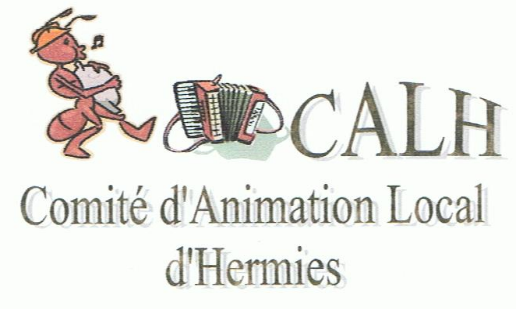 CALH
Comité d'Animation Local
d'Hermies